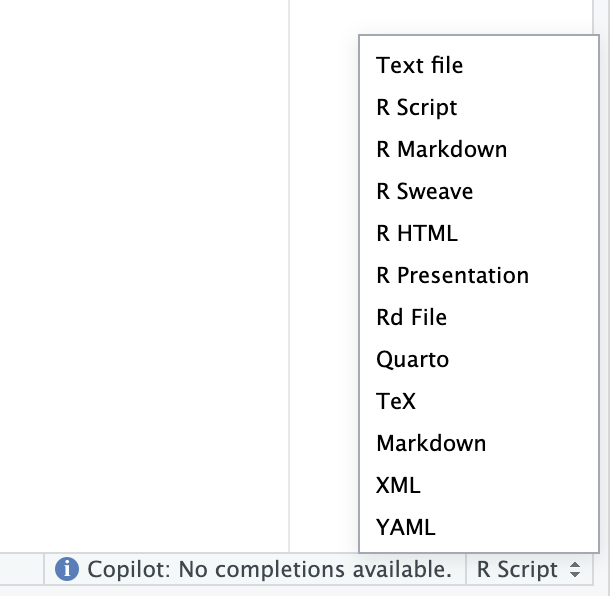 Text file
R Script
R Markdown
R Sweave
R HTML
R Presentation
Rd File
Quarto
TeX
Markdown
XML
YAML
Copilot: No completions available.
R Script